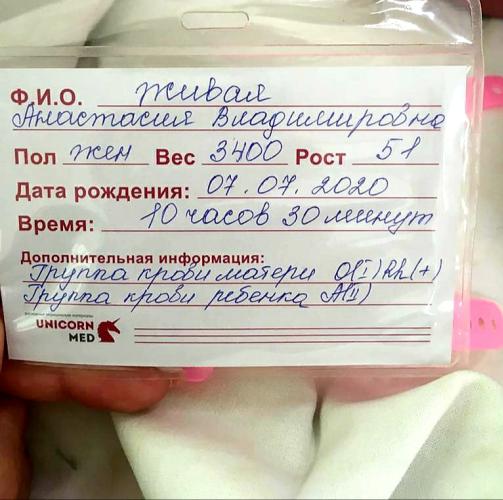 Ф.И.О. Живая
Анастасия Владимировна
Пол жен Вес 3400 Рост 51
Дата рождения: 07.07.2020
Время: 10 часов 30 минут
Дополнительная информация:
Группа крови матери O(I)Rh(+)
Группа крови ребенка A(II)
UNICORN
MED